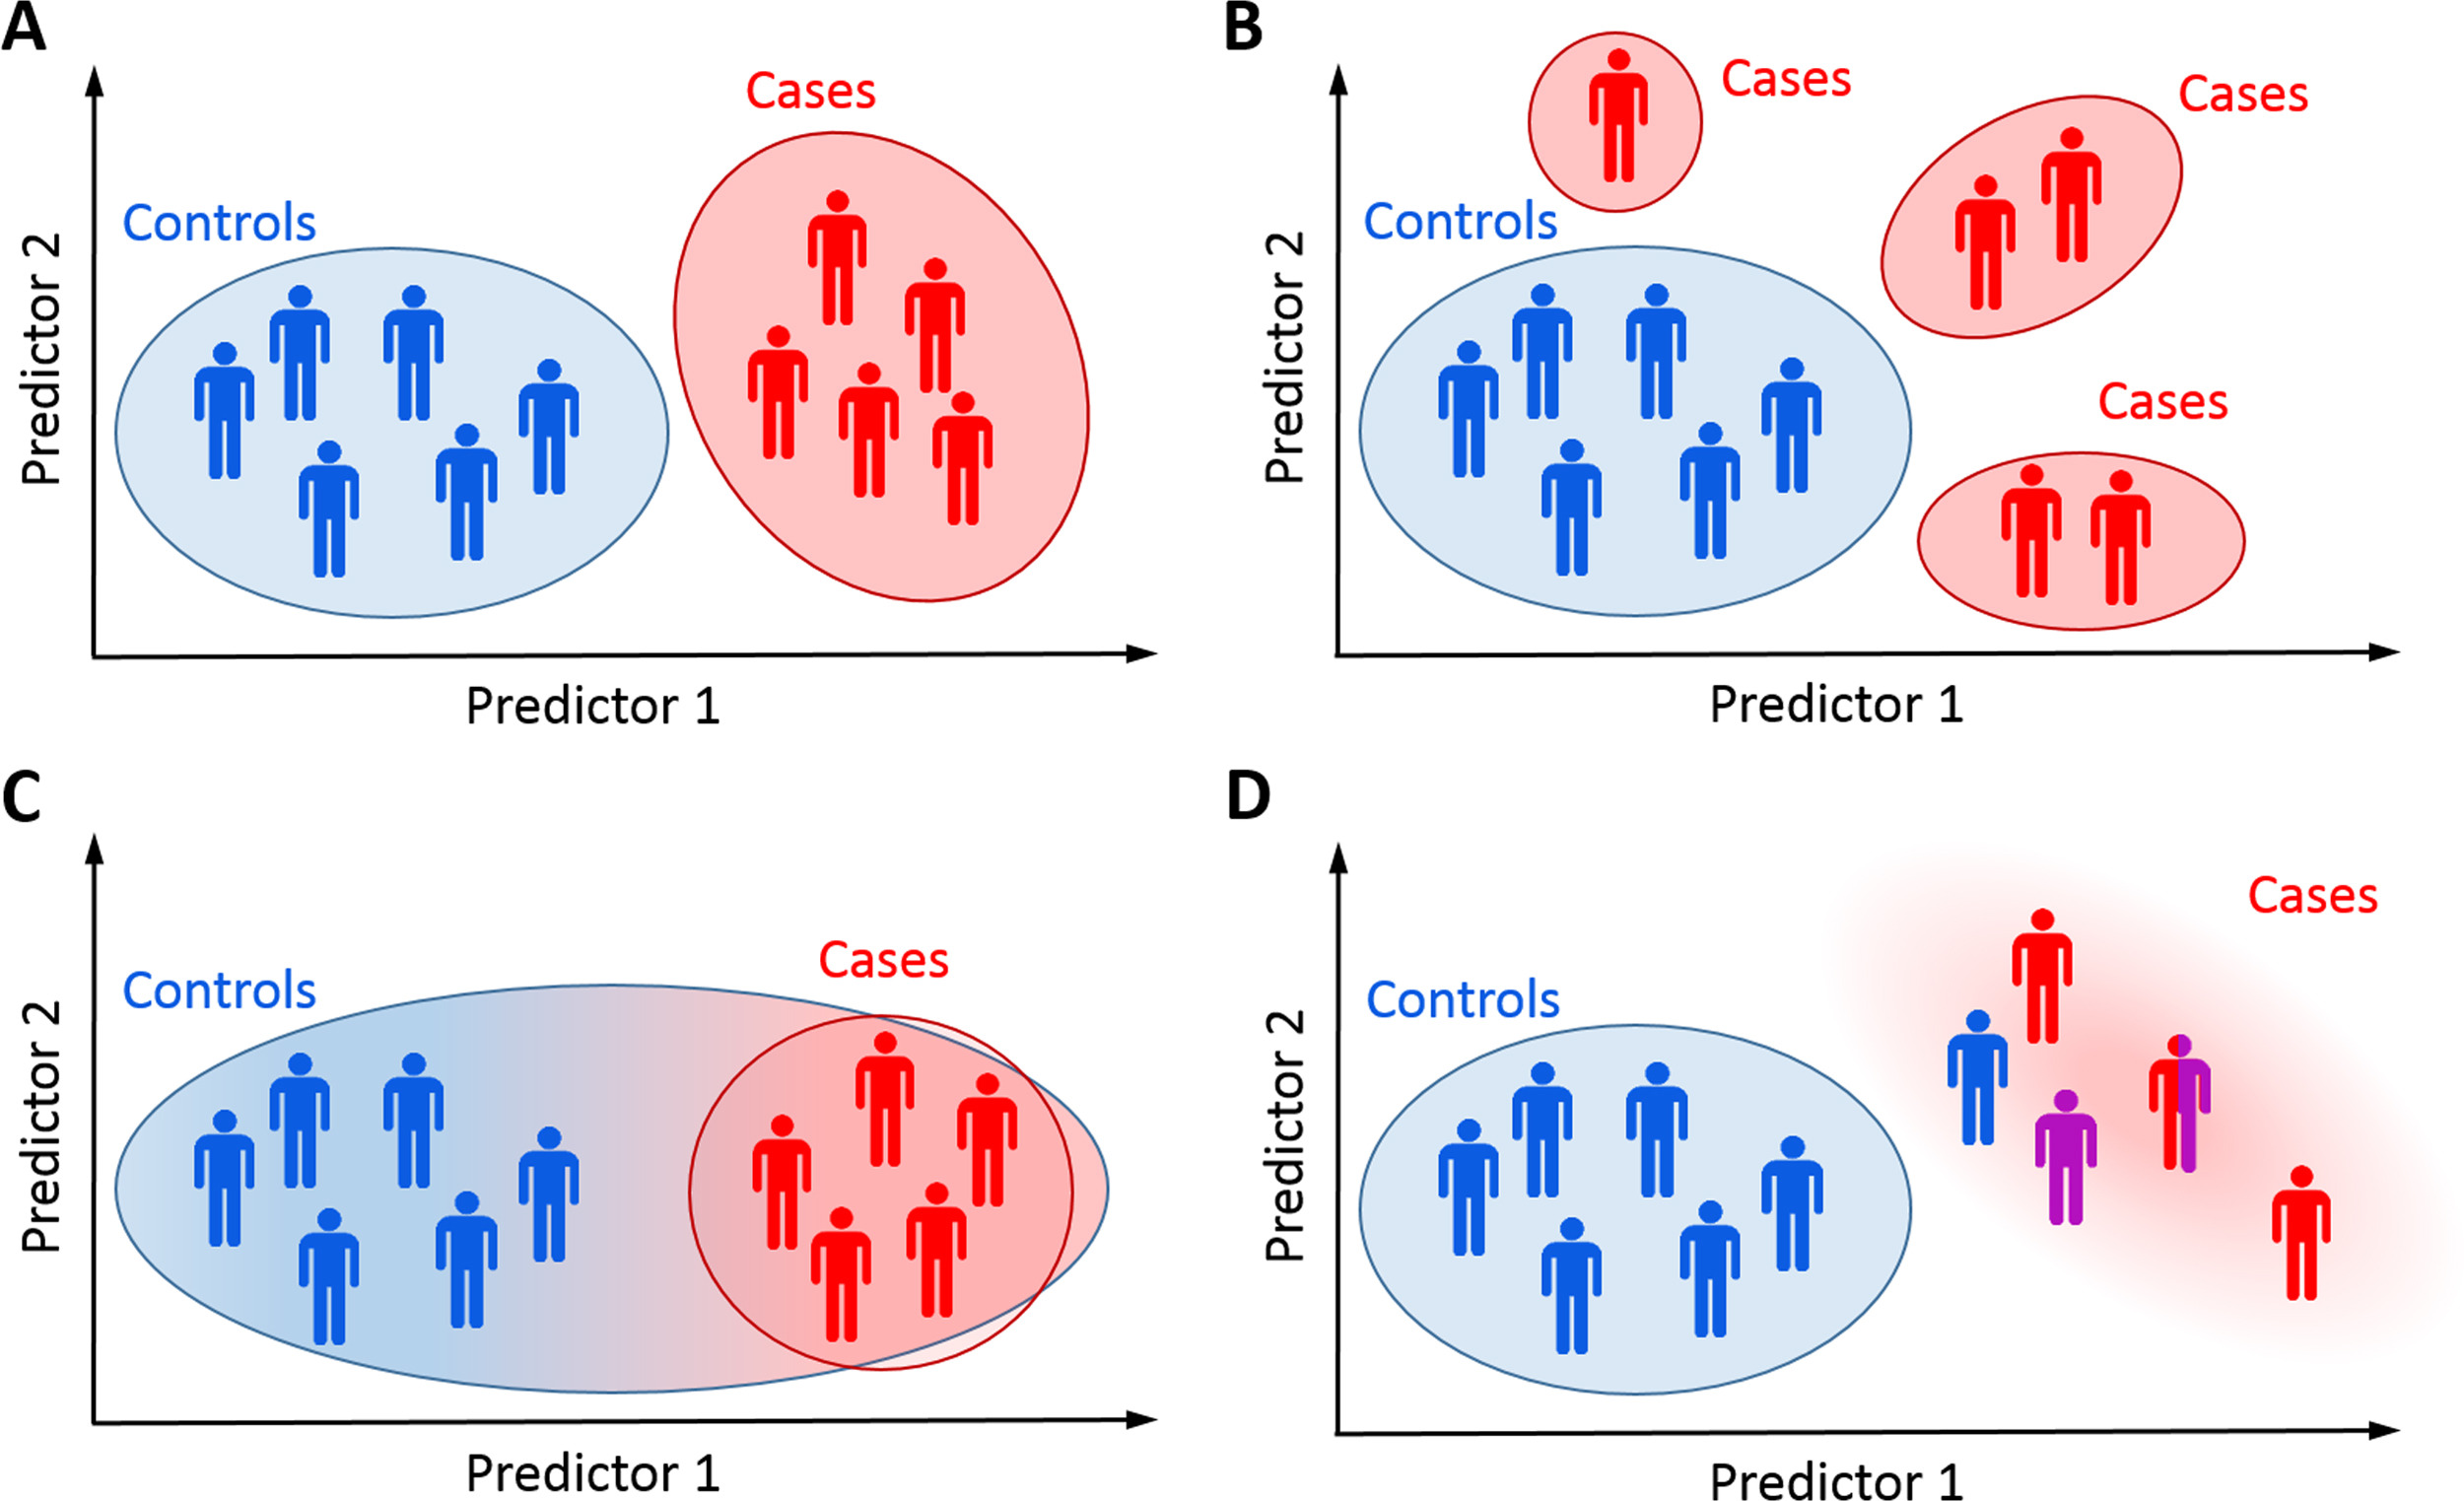 A
Cases
Controls
Predictor 2
Predictor 1
B
Cases
Cases
Controls
Cases
Predictor 2
Predictor 1
C
Cases
Controls
Predictor 2
Predictor 1
D
Cases
Controls
Predictor 2
Predictor 1